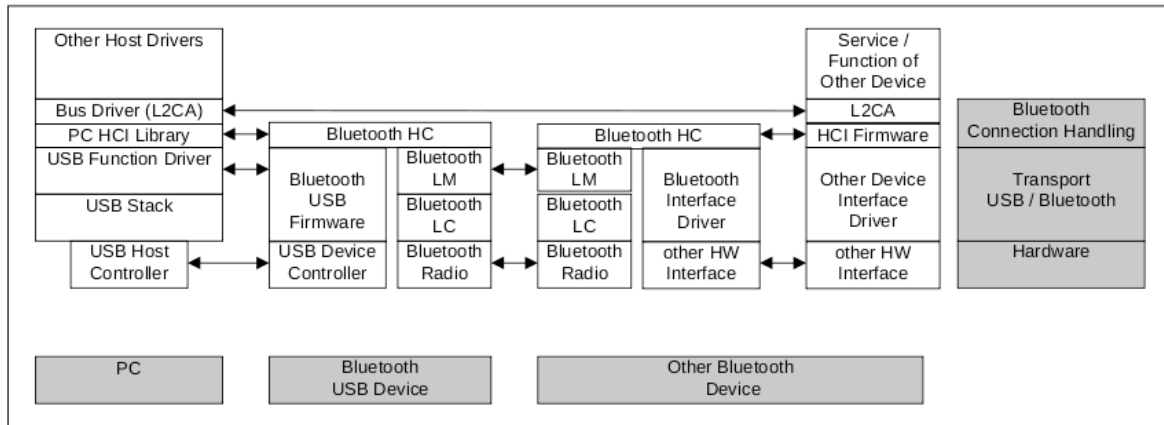 Other Host Drivers
Bus Driver (L2CA)
PC HCI Library
USB Function Driver
USB Stack
USB Host
Controller
Bluetooth HC
Bluetooth
USB
Firmware
USB Device
Controller
Bluetooth
LM
Bluetooth
LC
Bluetooth
Radio
Bluetooth HC
Bluetooth
LM
Bluetooth
LC
Bluetooth
Radio
Bluetooth
Interface
Driver
other HW
Interface
Service /
Function of
Other Device
L2CA
HCI Firmware
Other Device
Interface
Driver
other HW
Interface
Bluetooth
Connection Handling
Transport
USB / Bluetooth
Hardware
PC
Bluetooth
USB Device
Other Bluetooth
Device